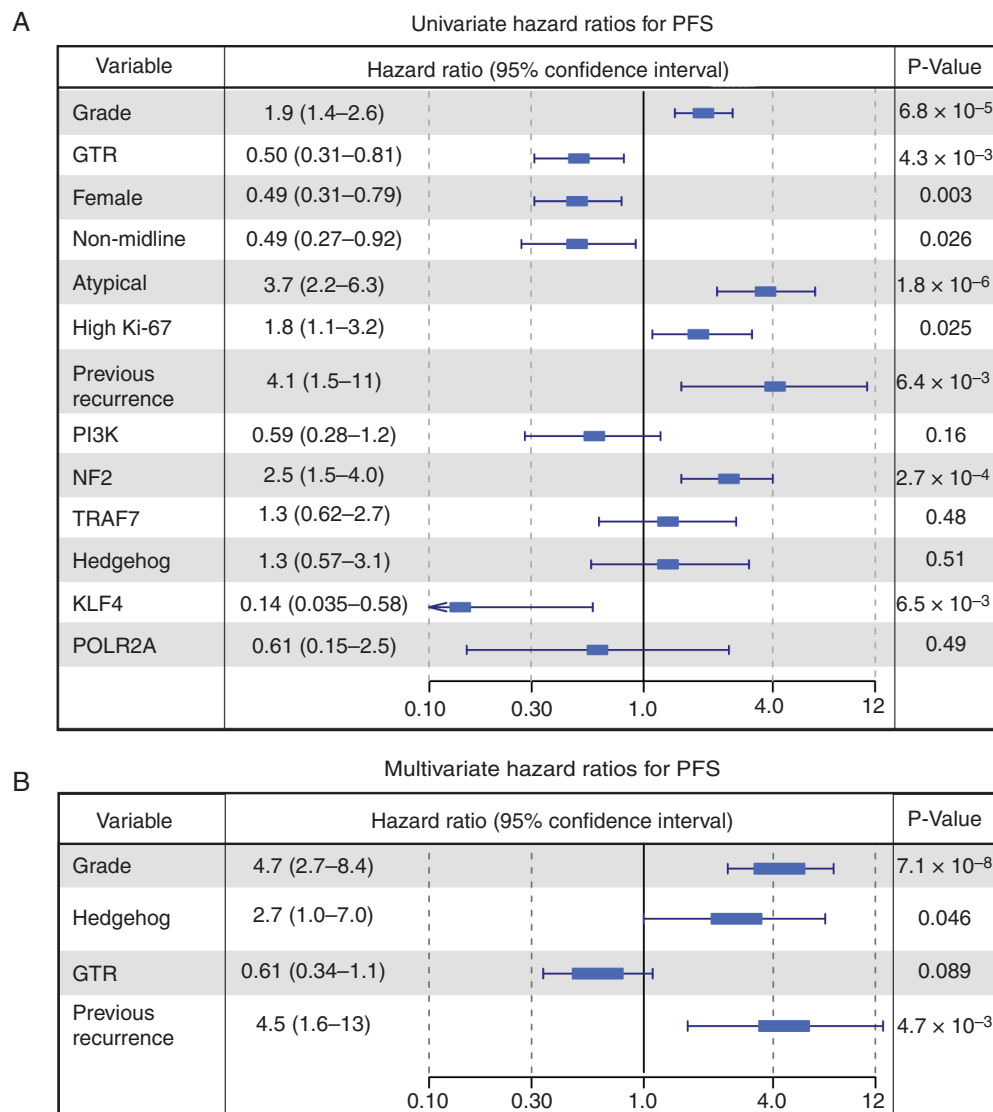 A
Univariate hazard ratios for PFS
Variable Hazard ratio (95% confidence interval) P-Value
Grade 1.9 (1.4–2.6) 6.8 × 10⁻⁵
GTR 0.50 (0.31–0.81) 4.3 × 10⁻³
Female 0.49 (0.31–0.79) 0.003
Non-midline 0.49 (0.27–0.92) 0.026
Atypical 3.7 (2.2–6.3) 1.8 × 10⁻⁶
High Ki-67 1.8 (1.1–3.2) 0.025
Previous
recurrence 4.1 (1.5–11) 6.4 × 10⁻³
PI3K 0.59 (0.28–1.2) 0.16
NF2 2.5 (1.5–4.0) 2.7 × 10⁻⁴
TRAF7 1.3 (0.62–2.7) 0.48
Hedgehog 1.3 (0.57–3.1) 0.51
KLF4 0.14 (0.035–0.58) 6.5 × 10⁻³
POLR2A 0.61 (0.15–2.5) 0.49
0.10 0.30 1.0 4.0 12
B
Multivariate hazard ratios for PFS
Variable Hazard ratio (95% confidence interval) P-Value
Grade 4.7 (2.7–8.4) 7.1 × 10⁻⁸
Hedgehog 2.7 (1.0–7.0) 0.046
GTR 0.61 (0.34–1.1) 0.089
Previous
recurrence 4.5 (1.6–13) 4.7 × 10⁻³
0.10 0.30 1.0 4.0 12